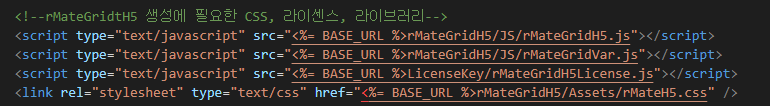 <!--rMateGridtH5 생성에 필요한 CSS, 라이센스, 라이브러리-->
<script type="text/javascript" src="<%= BASE_URL %>rMateGridH5/JS/rMateGridH5.js"></script>
<script type="text/javascript" src="<%= BASE_URL %>rMateGridH5/JS/rMateGridVar.js"></script>
<script type="text/javascript" src="<%= BASE_URL %>LicenseKey/rMateGridH5License.js"></script>
<link rel="stylesheet" type="text/css" href="<%= BASE_URL %>rMateGridH5/Assets/rMateH5.css" />